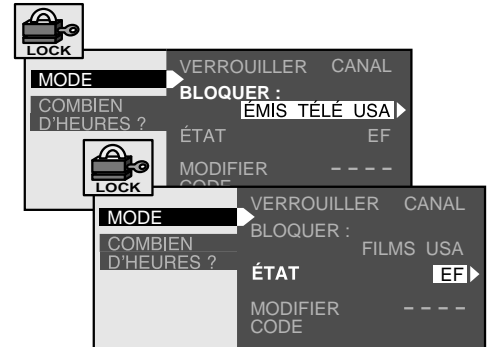 LOCK
MODE
COMBIEN
D'HEURES ?
VERROUILLER CANAL
BLOQUER :
ÉMIS TÉLÉ USA
ÉTAT EF
MODIFIER – – – –
CODE
LOCK
MODE
COMBIEN
D'HEURES ?
VERROUILLER CANAL
BLOQUER :
FILMS USA
ÉTAT EF
MODIFIER – – – –
CODE